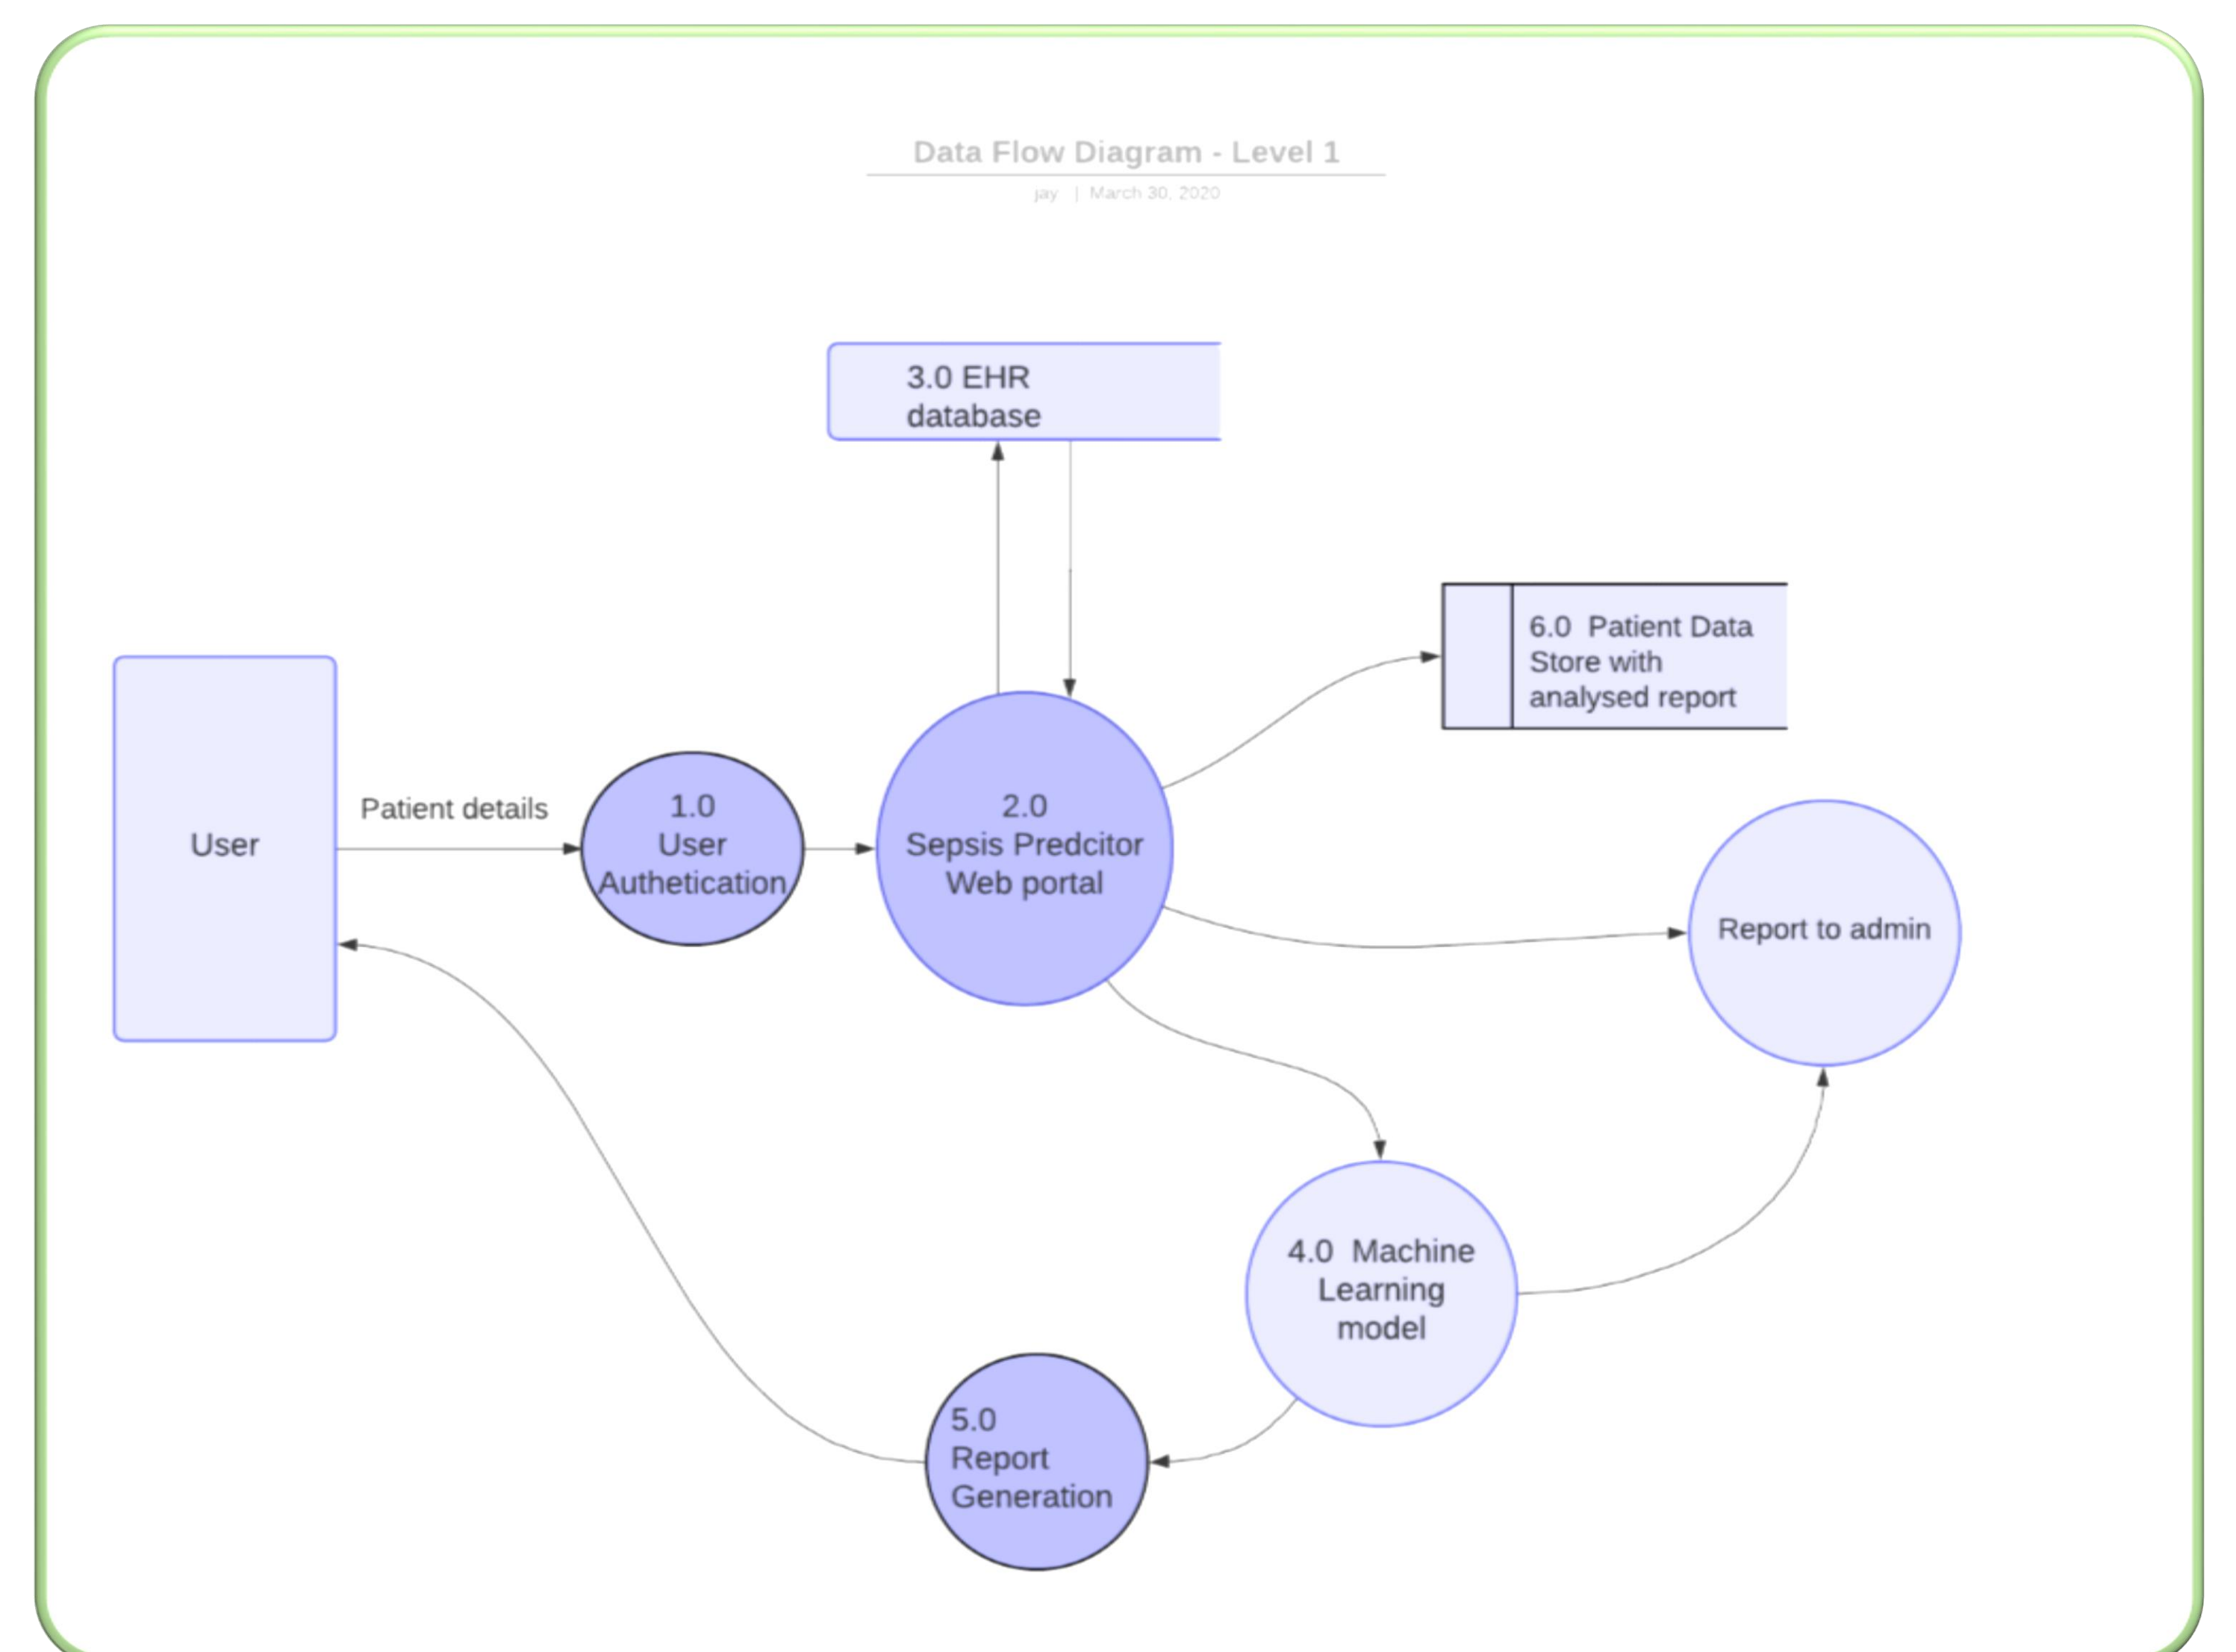 Data Flow Diagram - Level 1
jay | March 30, 2020
3.0 EHR
database
6.0 Patient Data
Store with
analysed report
User
Patient details
1.0
User
Authetication
2.0
Sepsis Predcitor
Web portal
Report to admin
4.0 Machine
Learning
model
5.0
Report
Generation